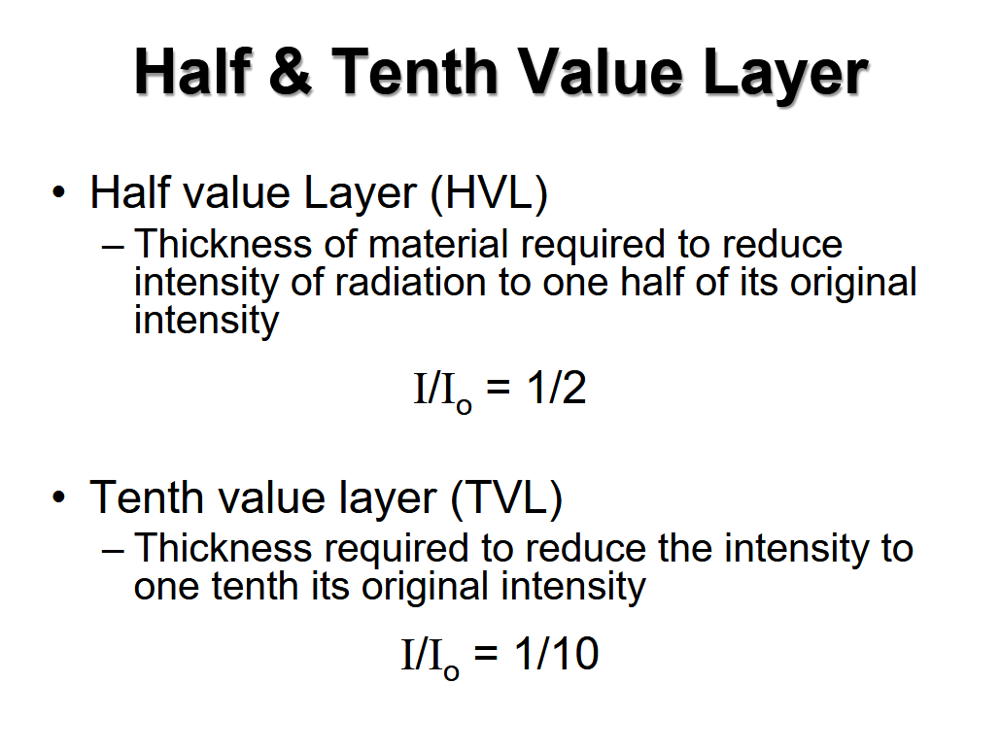 Half & Tenth Value Layer
• Half value Layer (HVL)
– Thickness of material required to reduce
intensity of radiation to one half of its original
intensity
I/Io = 1/2
• Tenth value layer (TVL)
– Thickness required to reduce the intensity to
one tenth its original intensity
I/Io = 1/10